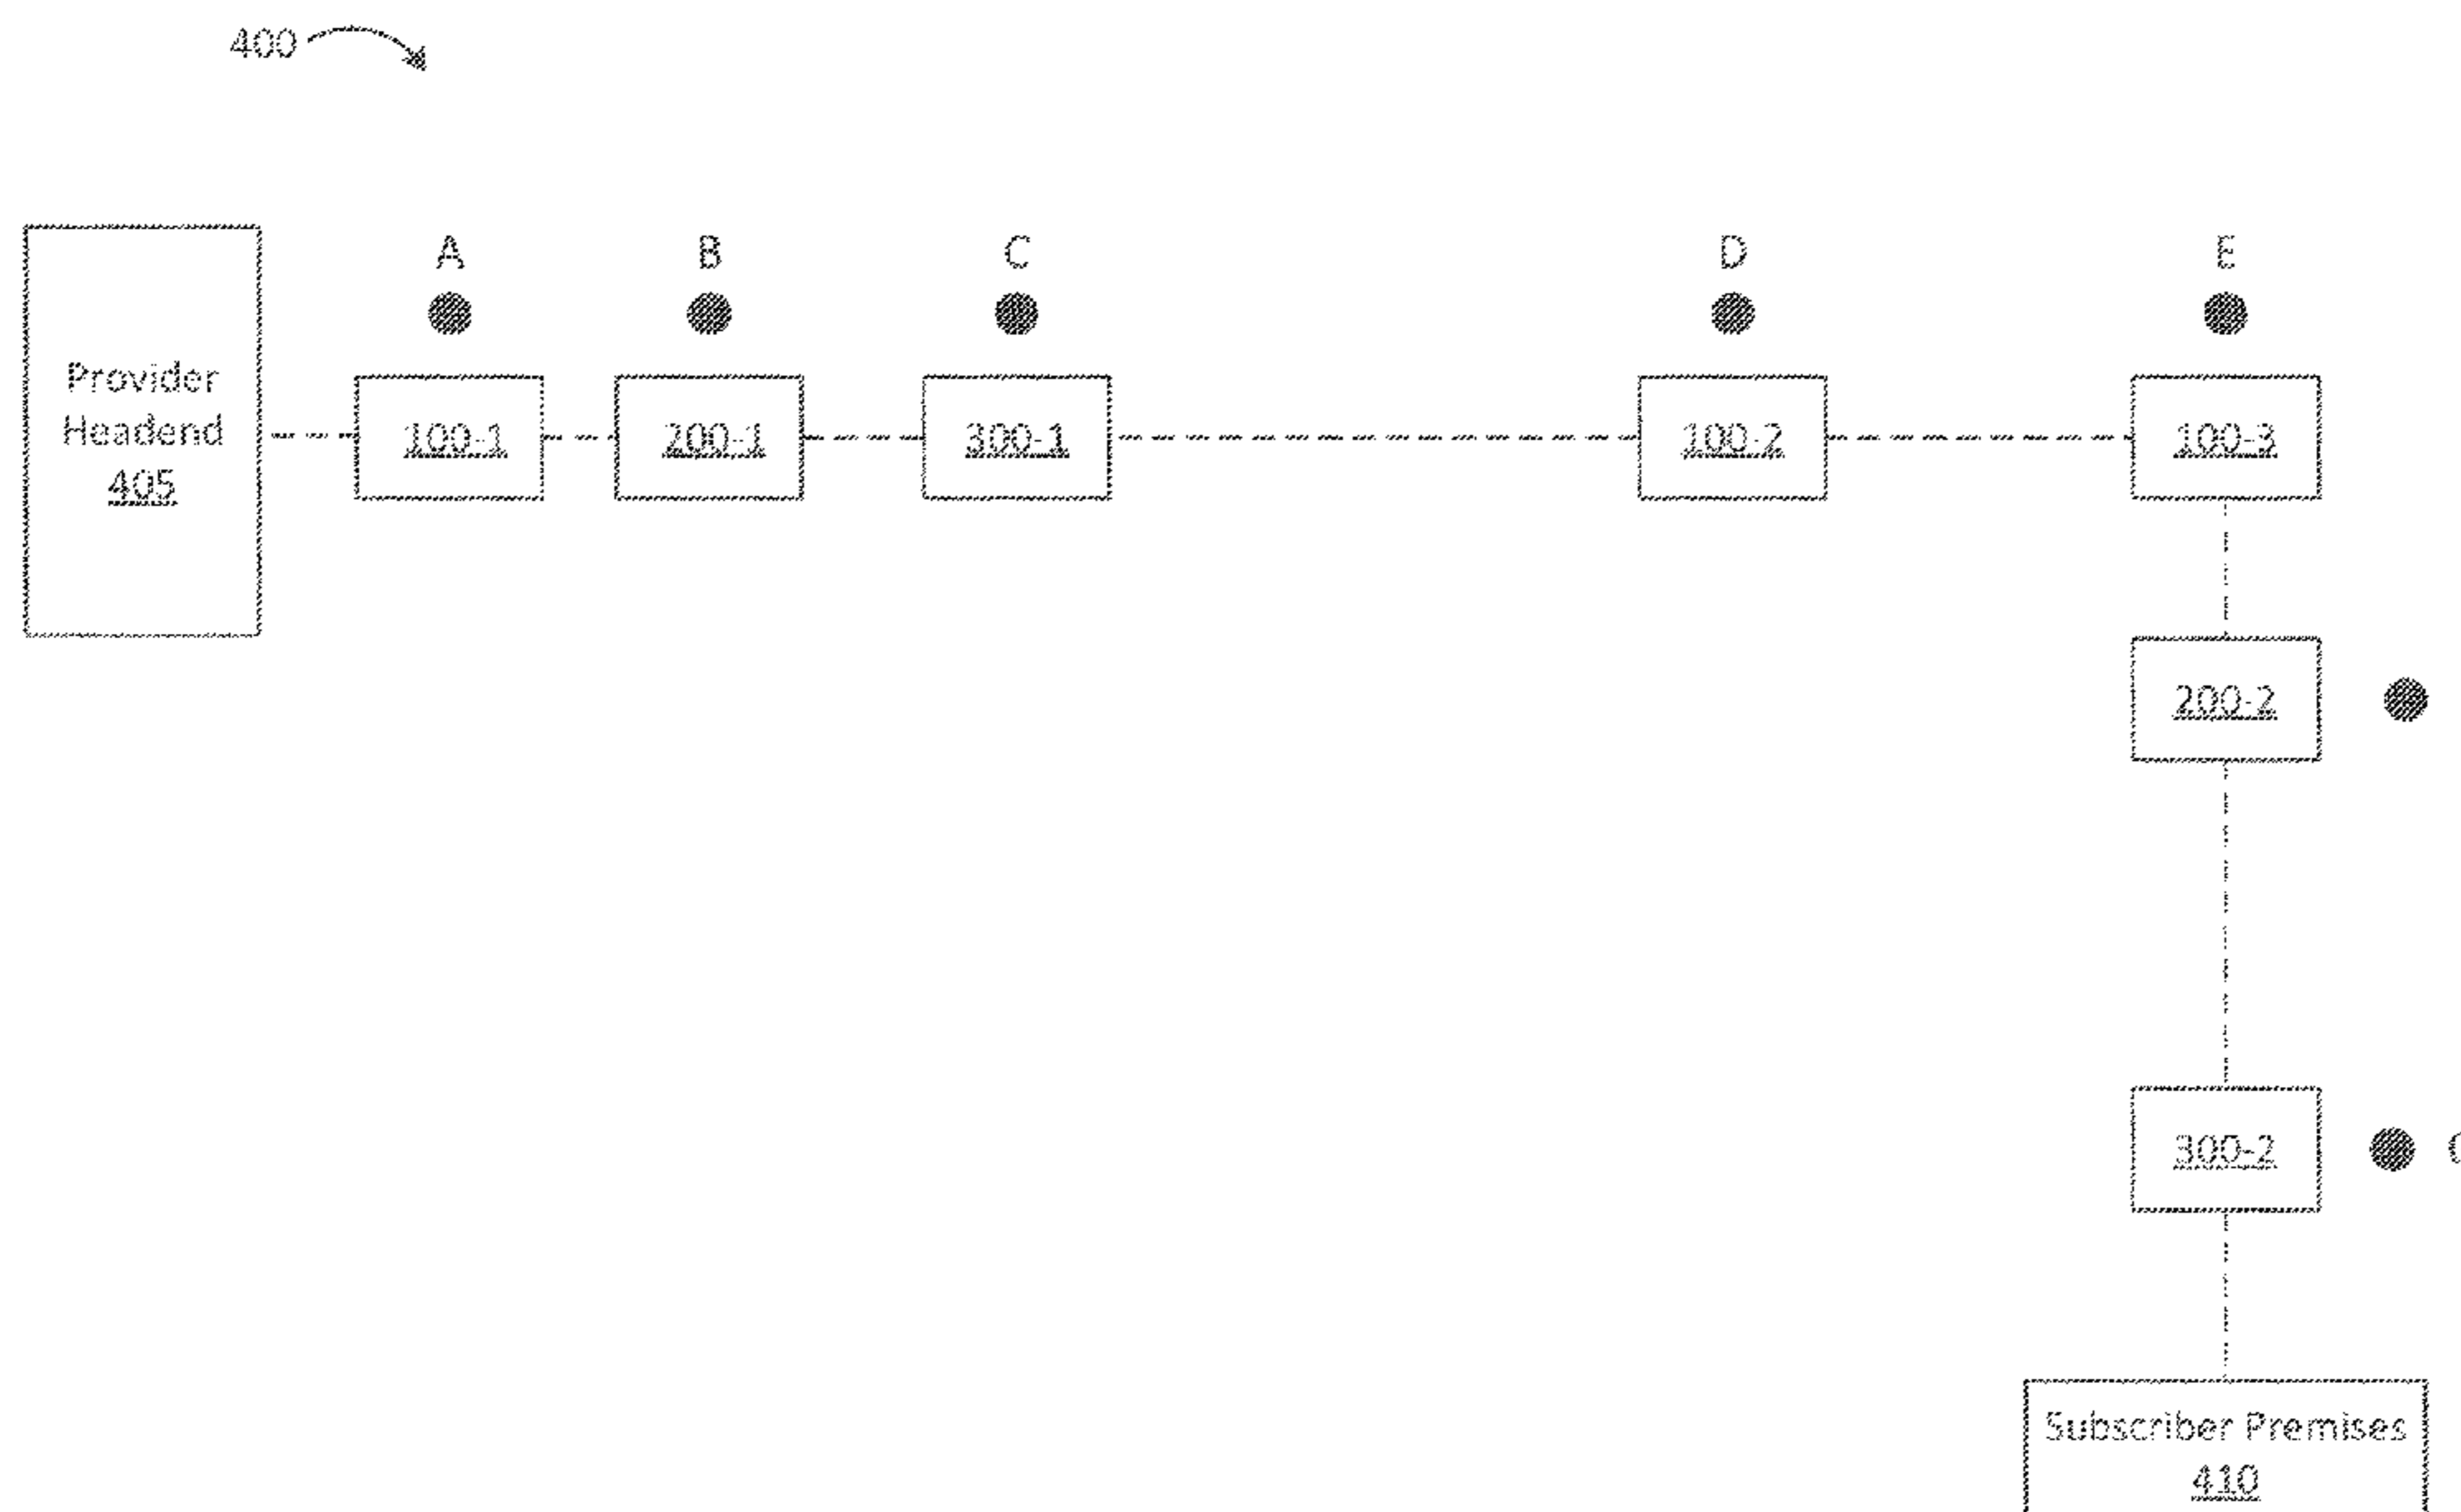 400
A
B
C
D
E
Provider
Headend
405
100-1
200-1
300-1
100-2
100-3
200-2
300-2
Subscriber Premises
410